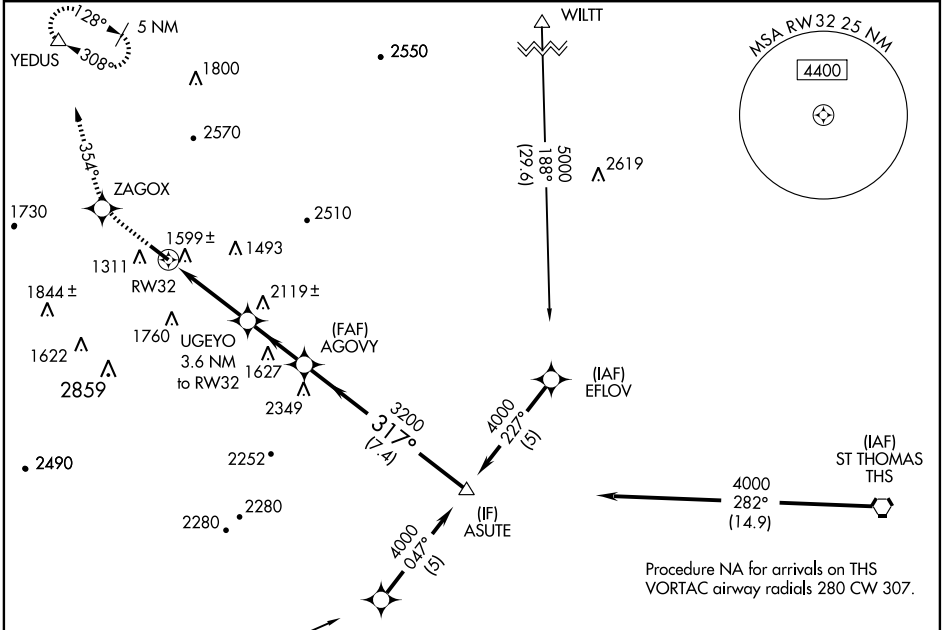 128°
5 NM
YEDUS
308°
WILTT
2550
MSA RW32 25 NM
4400
1800
2570
5000
188°
(29.6)
2619
354°
ZAGOX
1730
2510
1599±
1493
1311
RW32
1844±
2119±
1760
UGEYO
3.6 NM
to RW32
(FAF)
AGOVY
1622
1627
2859
2349
(IAF)
EFLOV
3200
317°
(7.4)
4000
227°
(5)
2490
2252
(IAF)
ST THOMAS
THS
4000
282°
(14.9)
2280
2280
(IF)
ASUTE
4000
047°
(5)
Procedure NA for arrivals on THS
VORTAC airway radials 280 CW 307.